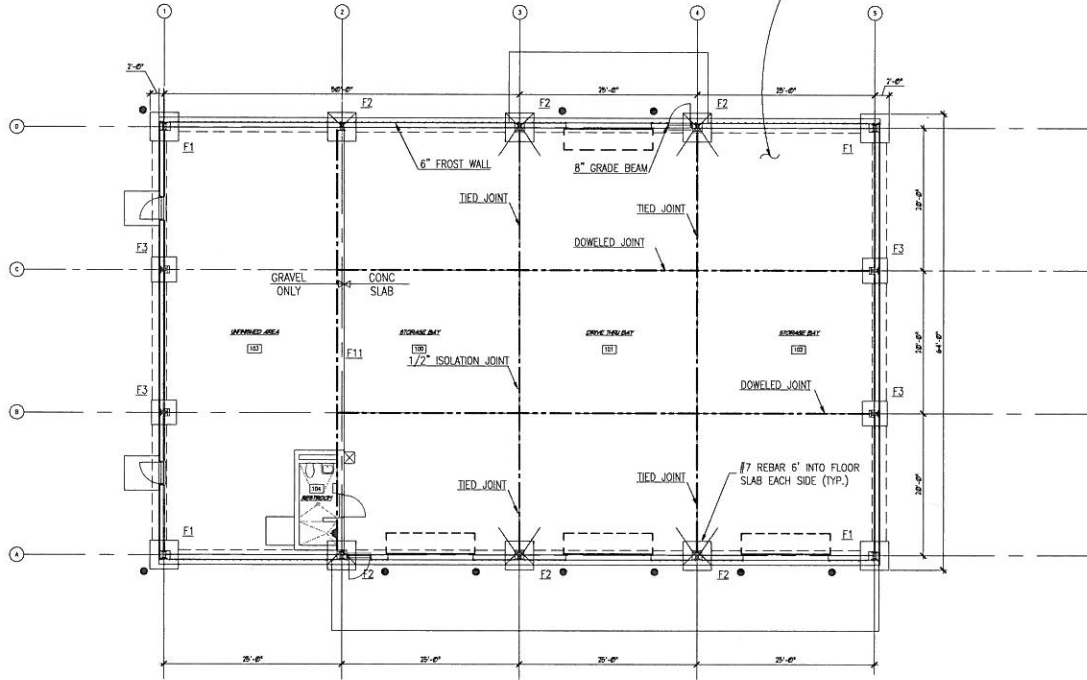 1 2 3 4 5
2'-0"
50'-0" 25'-0" 25'-0"
2'-0"
F2 F2 F2
D
F1 F1
6" FROST WALL
8" GRADE BEAM
TIED JOINT
TIED JOINT
20'-0"
DOWELED JOINT
F3 F3
C
GRAVEL
ONLY
CONC
SLAB
UNFINISHED AREA
103
STORAGE BAY
100
DRIVE THRU BAY
101
STORAGE BAY
102
F11
1/2" ISOLATION JOINT
20'-0"
64'-0"
DOWELED JOINT
F3 F3
B
#7 REBAR 6' INTO FLOOR
SLAB EACH SIDE (TYP.)
TIED JOINT
TIED JOINT
104
RESTROOM
20'-0"
F1 F1
A
F2 F2 F2
25'-0" 25'-0" 25'-0" 25'-0"